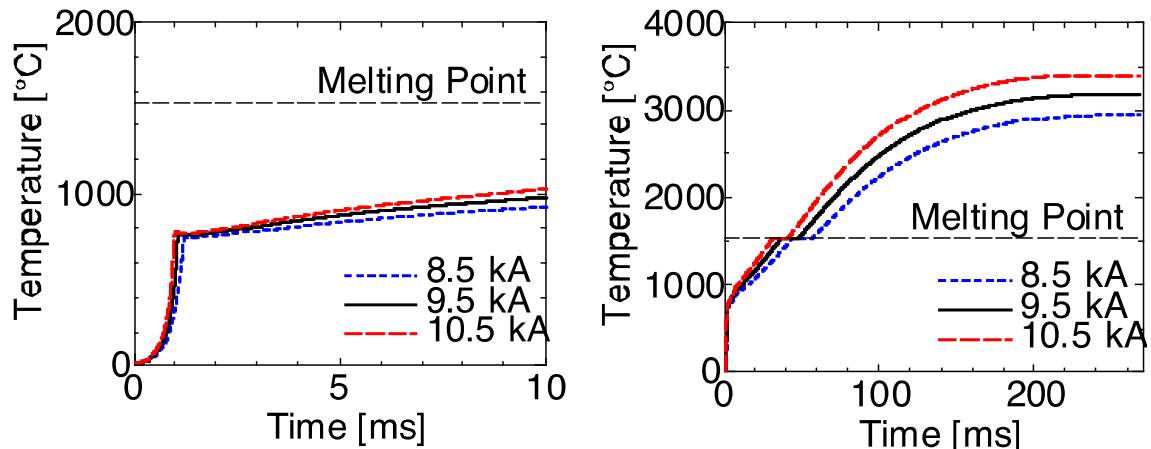 2000
1000
0
Temperature [°C]
Melting Point
8.5 kA
9.5 kA
10.5 kA
0
5
10
Time [ms]
4000
3000
2000
1000
0
Temperature [°C]
Melting Point
8.5 kA
9.5 kA
10.5 kA
0
100
200
Time [ms]